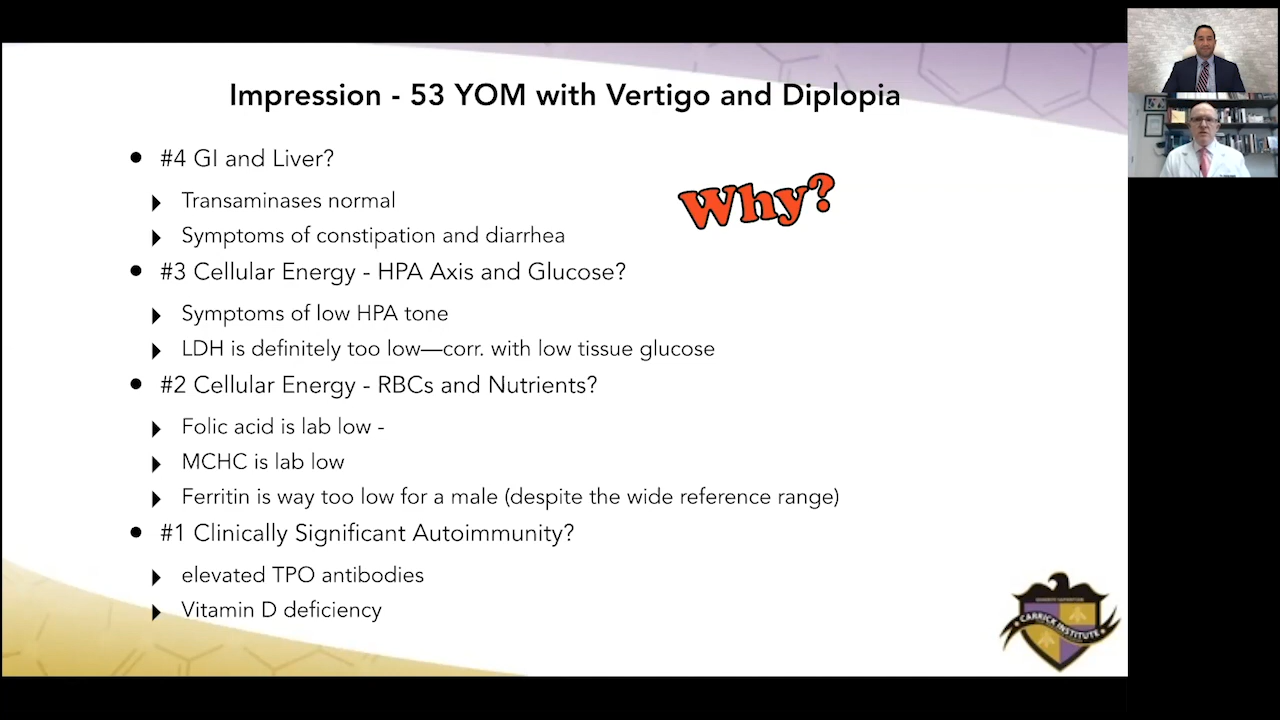 Impression - 53 YOM with Vertigo and Diplopia
#4 GI and Liver?
Transaminases normal
Symptoms of constipation and diarrhea
Why?
#3 Cellular Energy - HPA Axis and Glucose?
Symptoms of low HPA tone
LDH is definitely too low—corr. with low tissue glucose
#2 Cellular Energy - RBCs and Nutrients?
Folic acid is lab low -
MCHC is lab low
Ferritin is way too low for a male (despite the wide reference range)
#1 Clinically Significant Autoimmunity?
elevated TPO antibodies
Vitamin D deficiency
CARRICK INSTITUTE